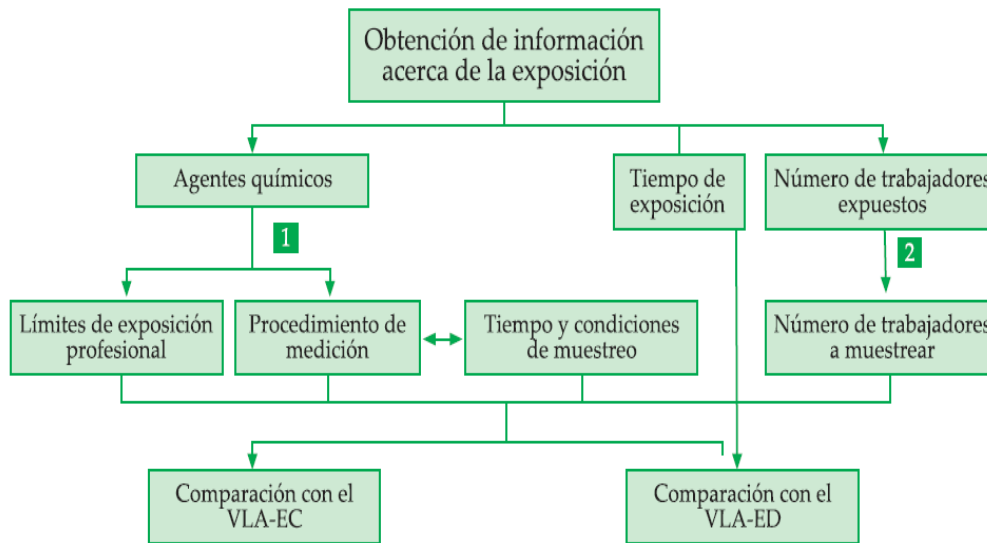 Obtención de información
acerca de la exposición
Agentes químicos
Tiempo de
exposición
Número de trabajadores
expuestos
1
2
Límites de exposición
profesional
Procedimiento de
medición
Tiempo y condiciones
de muestreo
Número de trabajadores
a muestrear
Comparación con el
VLA-EC
Comparación con el
VLA-ED